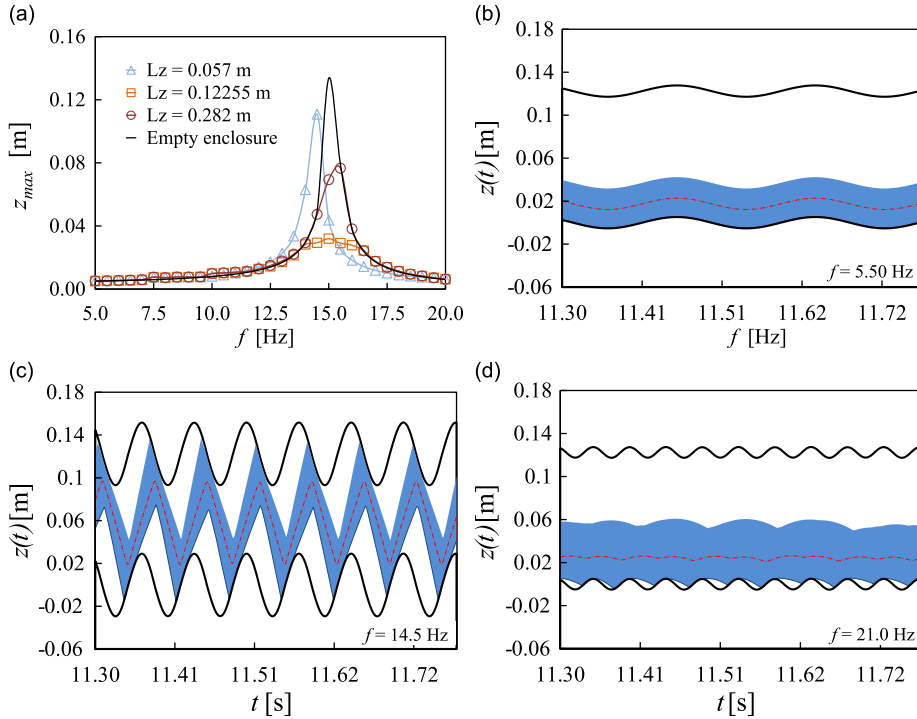 (a)
0.16
0.12
0.08
0.04
0.00
z_max [m]
Lz = 0.057 m
Lz = 0.12255 m
Lz = 0.282 m
Empty enclosure
5.0 7.5 10.0 12.5 15.0 17.5 20.0
f [Hz]
(b)
0.18
0.14
0.1
0.06
0.02
-0.02
-0.06
z(t) [m]
f = 5.50 Hz
11.30 11.41 11.51 11.62 11.72
f [Hz]
(c)
0.18
0.14
0.1
0.06
0.02
-0.02
-0.06
z(t) [m]
f = 14.5 Hz
11.30 11.41 11.51 11.62 11.72
t [s]
(d)
0.18
0.14
0.1
0.06
0.02
-0.02
-0.06
z(t) [m]
f = 21.0 Hz
11.30 11.41 11.51 11.62 11.72
t [s]